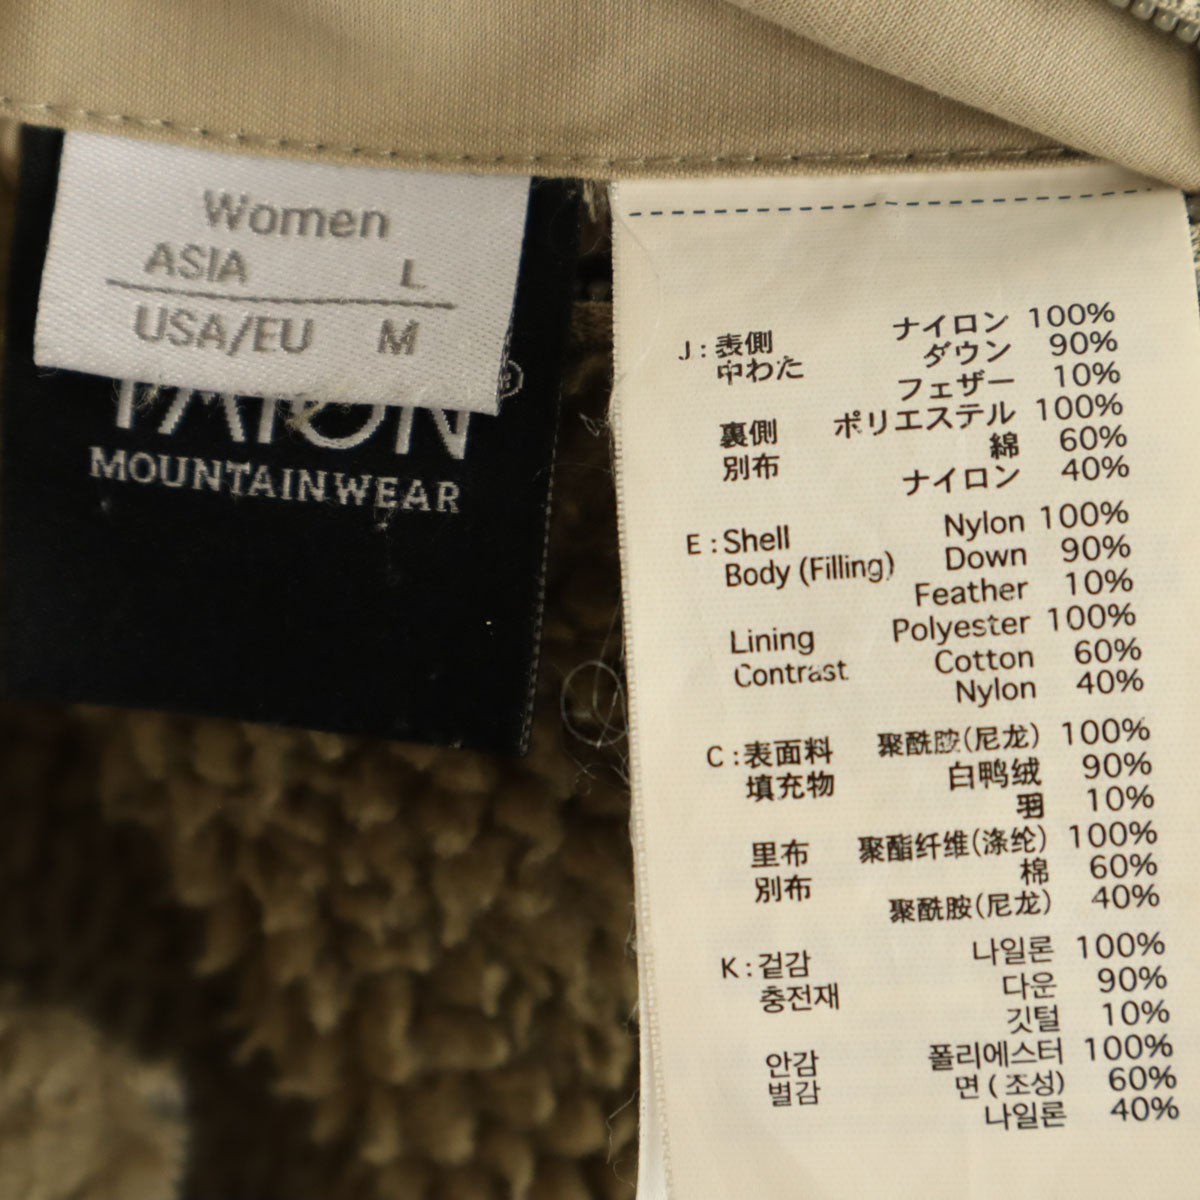 Women
ASIA L
USA/EU M
MOUNTAINWEAR
J : 表側 ナイロン 100%
中わた ダウン 90%
フェザー 10%
裏側 ポリエステル 100%
別布 綿 60%
ナイロン 40%
E : Shell Nylon 100%
Body (Filling) Down 90%
Feather 10%
Lining Polyester 100%
Contrast Cotton 60%
Nylon 40%
C : 表面料 聚酰胺(尼龙) 100%
填充物 白鸭绒 90%
羽 10%
里布 聚酯纤维(涤纶) 100%
別布 棉 60%
聚酰胺(尼龙) 40%
K : 겉감 나일론 100%
충전재 다운 90%
깃털 10%
안감 폴리에스터 100%
별감 면 ( 조성) 60%
나일론 40%